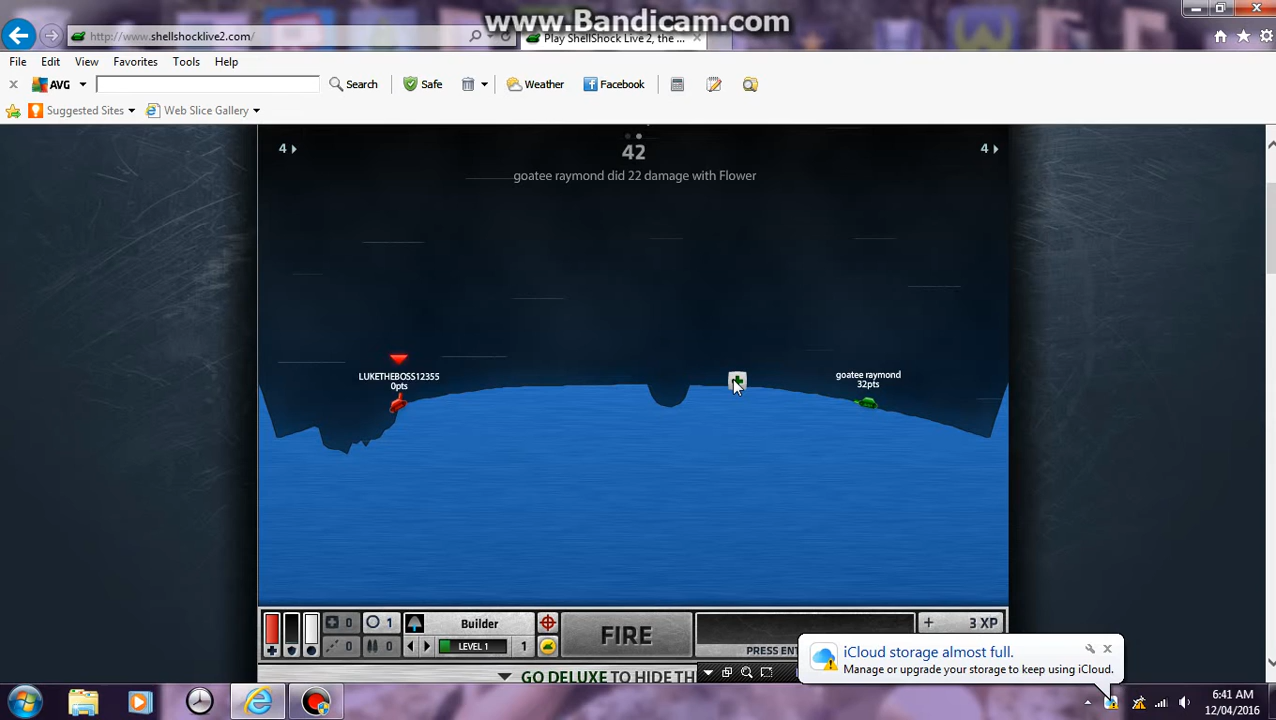 www.Bandicam.com
http://www.shellshocklive2.com/
Play ShellShock Live 2, the ...
File Edit View Favorites Tools Help
AVG Search Safe Weather Facebook
Suggested Sites Web Slice Gallery
4 42 4
goatee raymond did 22 damage with Flower
LUKETHEBOSS12355
0pts
goatee raymond
32pts
0 1 Builder FIRE + 3 XP
0 0 LEVEL 1 1 PRESS ENT
GO DELUXE TO HIDE TH
iCloud storage almost full.
Manage or upgrade your storage to keep using iCloud.
6:41 AM
12/04/2016